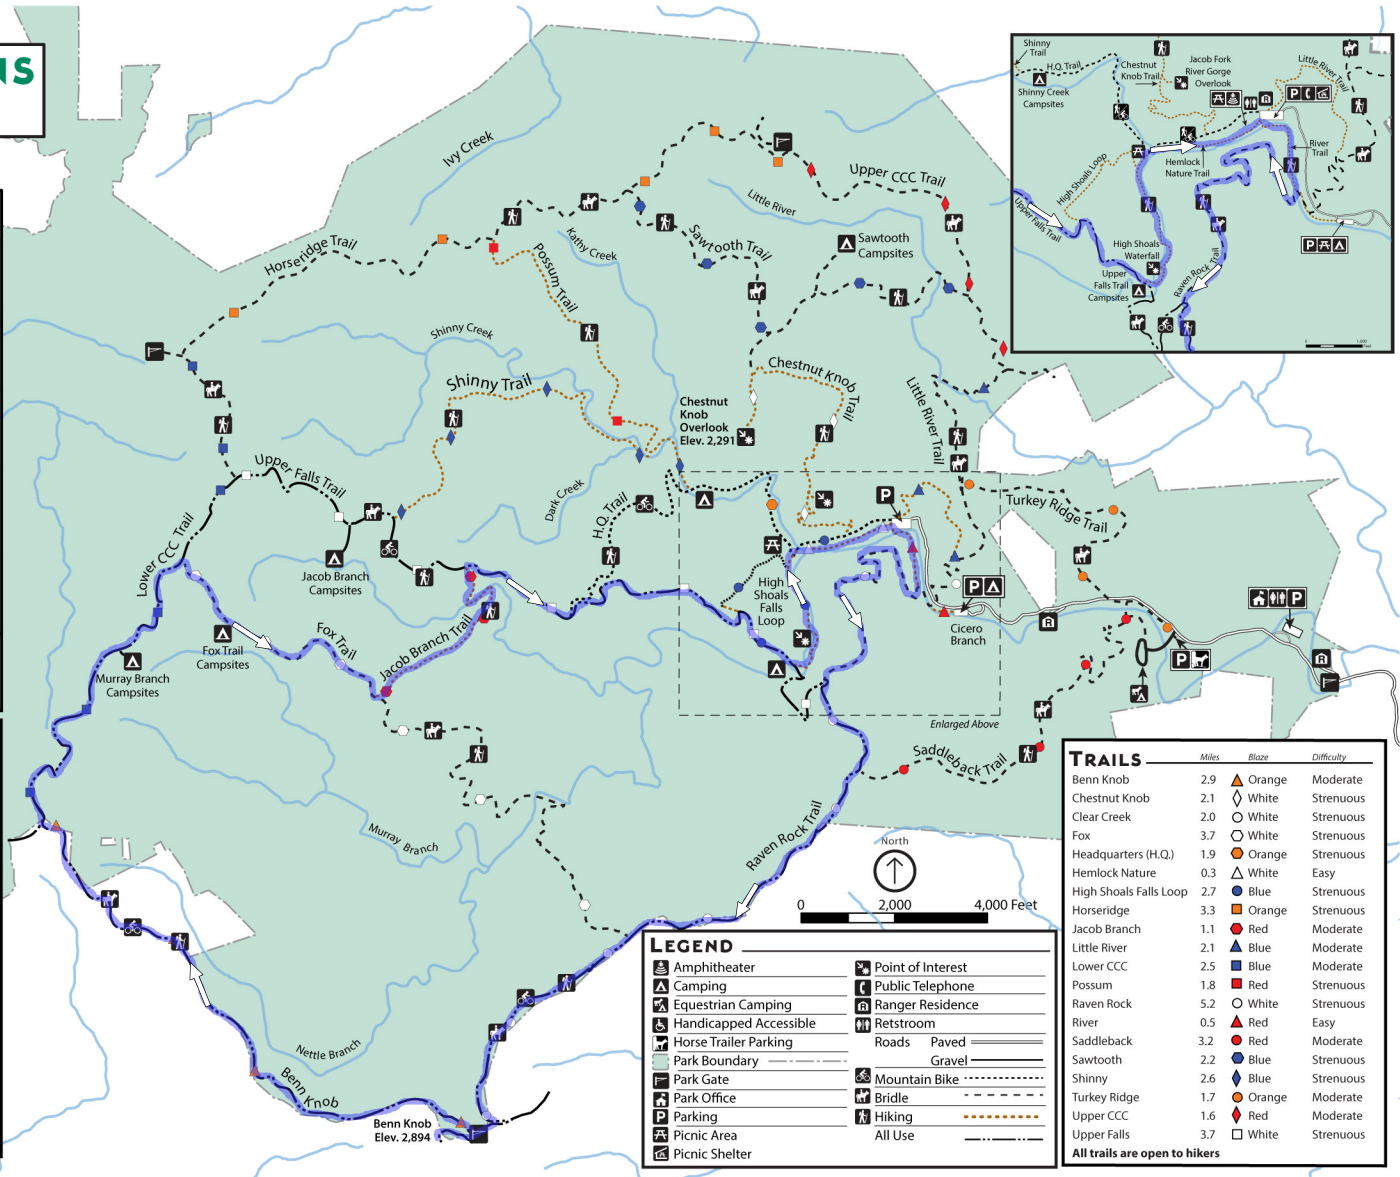 NS
Ivy Creek
Upper CCC Trail
Little River
Horseridge Trail
Kathy Creek
Possum Trail
Sawtooth Trail
Sawtooth
Campsites
Shinny Creek
Shinny Trail
Chestnut Knob Trail
Chestnut
Knob
Overlook
Elev. 2,291
Little River Trail
Upper Falls Trail
Dark Creek
H.Q. Trail
P
Turkey Ridge Trail
Lower CCC Trail
Jacob Branch
Campsites
High
Shoals
Falls
Loop
P
Cicero
Branch
P
Fox Trail
Fox Trail
Campsites
Jacob Branch Trail
Murray Branch
Campsites
P
Enlarged Above
Saddleback Trail
Murray Branch
Raven Rock Trail
North
0 2,000 4,000 Feet
Nettle Branch
Benn Knob
Benn Knob
Elev. 2,894
Shinny
Trail
H.Q. Trail
Shinny Creek
Campsites
Chestnut
Knob Trail
Jacob Fork
River Gorge
Overlook
Little River Trail
P
River
Trail
Hemlock
Nature Trail
High Shoals Loop
Upper Falls Trail
High Shoals
Waterfall
Upper
Falls Trail
Campsites
Raven Rock Trail
P
0 1,000
Feet
LEGEND
Amphitheater
Camping
Equestrian Camping
Handicapped Accessible
Horse Trailer Parking
Park Boundary
Park Gate
Park Office
P Parking
Picnic Area
Picnic Shelter
Point of Interest
Public Telephone
Ranger Residence
Retstroom
Roads Paved
Gravel
Mountain Bike
Bridle
Hiking
All Use
TRAILS Miles Blaze Difficulty
Benn Knob 2.9 Orange Moderate
Chestnut Knob 2.1 White Strenuous
Clear Creek 2.0 White Strenuous
Fox 3.7 White Strenuous
Headquarters (H.Q.) 1.9 Orange Strenuous
Hemlock Nature 0.3 White Easy
High Shoals Falls Loop 2.7 Blue Strenuous
Horseridge 3.3 Orange Strenuous
Jacob Branch 1.1 Red Moderate
Little River 2.1 Blue Moderate
Lower CCC 2.5 Blue Moderate
Possum 1.8 Red Strenuous
Raven Rock 5.2 White Strenuous
River 0.5 Red Easy
Saddleback 3.2 Red Moderate
Sawtooth 2.2 Blue Strenuous
Shinny 2.6 Blue Strenuous
Turkey Ridge 1.7 Orange Moderate
Upper CCC 1.6 Red Moderate
Upper Falls 3.7 White Strenuous
All trails are open to hikers